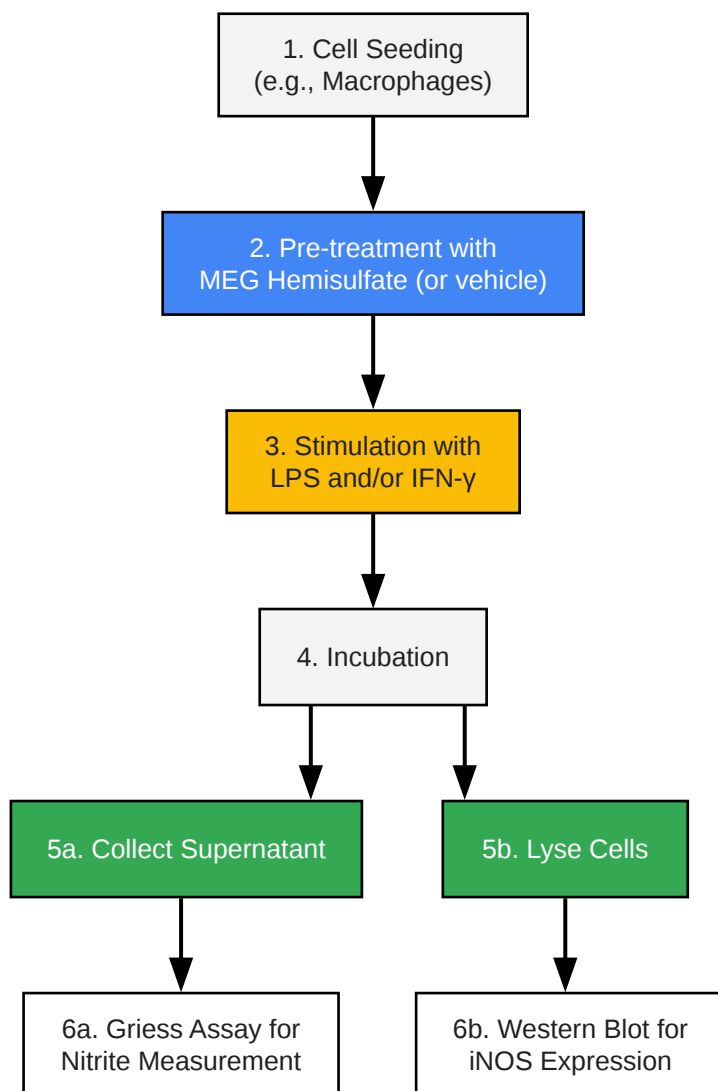 1. Cell Seeding
(e.g., Macrophages)
2. Pre-treatment with
MEG Hemisulfate (or vehicle)
3. Stimulation with
LPS and/or IFN-γ
4. Incubation
5a. Collect Supernatant
5b. Lyse Cells
6a. Griess Assay for
Nitrite Measurement
6b. Western Blot for
iNOS Expression